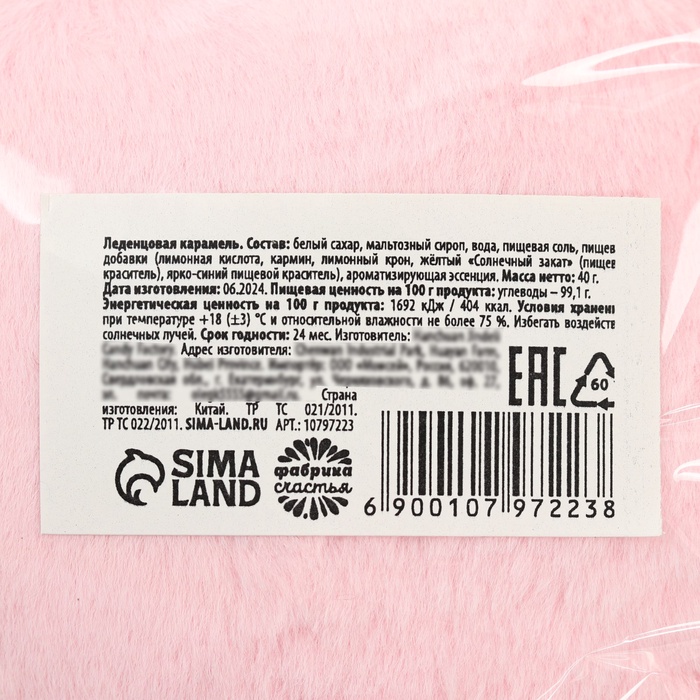 Леденцовая карамель. Состав: белый сахар, мальтозный сироп, вода, пищевая соль, пищев
добавки (лимонная кислота, кармин, лимонный крон, жёлтый «Солнечный закат» (пищев
краситель), ярко-синий пищевой краситель), ароматизирующая эссенция. Масса нетто: 40 г.
Дата изготовления: 06.2024. Пищевая ценность на 100 г продукта: углеводы – 99,1 г.
Энергетическая ценность на 100 г продукта: 1692 кДж / 404 ккал. Условия хранени
при температуре +18 (±3) °С и относительной влажности не более 75 %. Избегать воздейств
солнечных лучей. Срок годности: 24 мес. Изготовитель:
Адрес изготовителя:
Страна
изготовления: Китай. ТР ТС 021/2011.
ТР ТС 022/2011. SIMA-LAND.RU АРТ.: 10797223
EAC
60
SIMA
LAND
фабрика
счастья
6 900107 972238